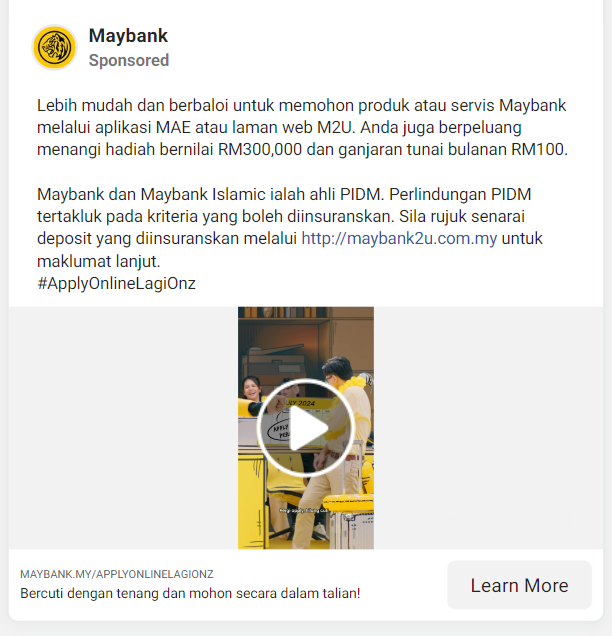 Maybank
Sponsored
Lebih mudah dan berbaloi untuk memohon produk atau servis Maybank
melalui aplikasi MAE atau laman web M2U. Anda juga berpeluang
menangi hadiah bernilai RM300,000 dan ganjaran tunai bulanan RM100.
Maybank dan Maybank Islamic ialah ahli PIDM. Perlindungan PIDM
tertakluk pada kriteria yang boleh diinsuranskan. Sila rujuk senarai
deposit yang diinsuranskan melalui http://maybank2u.com.my untuk
maklumat lanjut.
#ApplyOnlineLagiOnz
2024
APPLY
MAYBANK.MY/APPLYONLINELAGIONZ
Bercuti dengan tenang dan mohon secara dalam talian!
Learn More